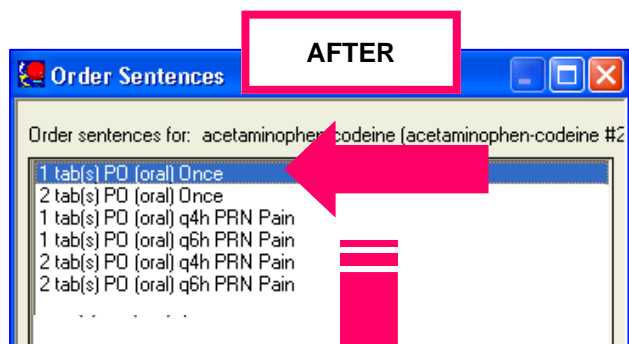 AFTER
Order Sentences
Order sentences for: acetaminophen-codeine (acetaminophen-codeine #2
1 tab(s) PO (oral) Once
2 tab(s) PO (oral) Once
1 tab(s) PO (oral) q4h PRN Pain
1 tab(s) PO (oral) q6h PRN Pain
2 tab(s) PO (oral) q4h PRN Pain
2 tab(s) PO (oral) q6h PRN Pain